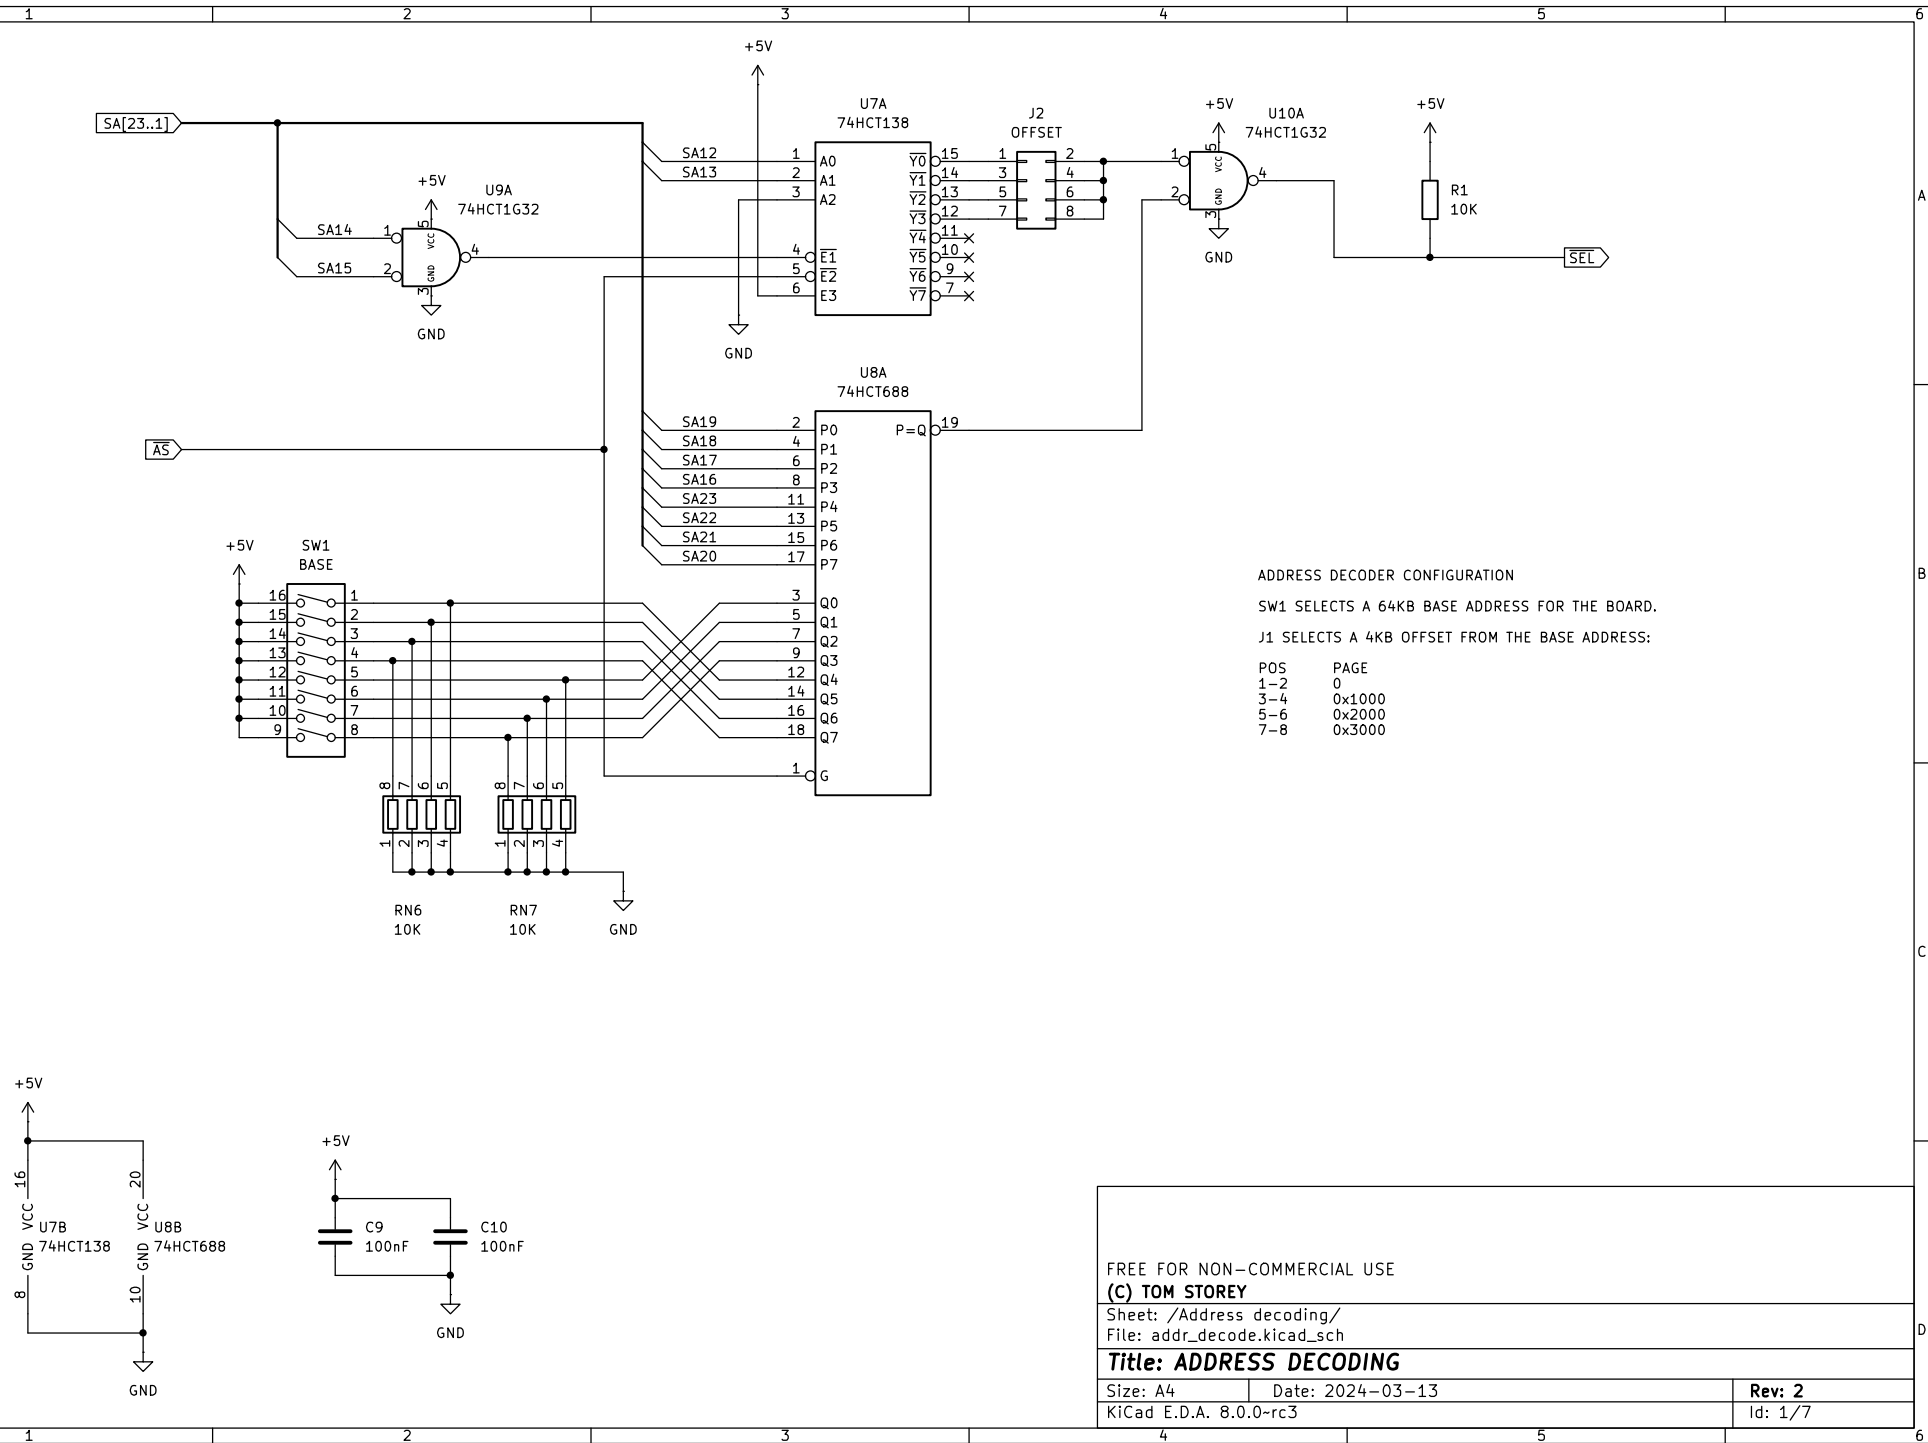 1 2 3 4 5 6
+5V
SA[23..1]
U7A
74HCT138
J2
OFFSET
+5V
U10A
74HCT1G32
+5V
SA12 1 A0 Y0 15 1 2
SA13 2 A1 Y1 14 3 4
3 A2 Y2 13 5 6
Y3 12 7 8
Y4 11
4 E1 Y5 10
5 E2 Y6 9
6 E3 Y7 7
1 VCC 5
2 GND 3
4
GND
R1
10K
SEL
A
+5V
U9A
74HCT1G32
SA14 1 VCC 5
SA15 2 GND 3
4
GND
GND
U8A
74HCT688
SA19 2 P0 P=Q 19
SA18 4 P1
SA17 6 P2
SA16 8 P3
SA23 11 P4
SA22 13 P5
SA21 15 P6
SA20 17 P7
AS
+5V
SW1
BASE
16 1 3 Q0
15 2 5 Q1
14 3 7 Q2
13 4 9 Q3
12 5 12 Q4
11 6 14 Q5
10 7 16 Q6
9 8 18 Q7
1 G
8 7 6 5 8 7 6 5
1 2 3 4 1 2 3 4
RN6
10K
RN7
10K
GND
ADDRESS DECODER CONFIGURATION
SW1 SELECTS A 64KB BASE ADDRESS FOR THE BOARD.
J1 SELECTS A 4KB OFFSET FROM THE BASE ADDRESS:
POS PAGE
1-2 0
3-4 0x1000
5-6 0x2000
7-8 0x3000
B
C
+5V
16 20
GND VCC
U7B
74HCT138
GND VCC
U8B
74HCT688
8 10
GND
+5V
C9
100nF
C10
100nF
GND
FREE FOR NON-COMMERCIAL USE
(C) TOM STOREY
Sheet: /Address decoding/
File: addr_decode.kicad_sch
Title: ADDRESS DECODING
Size: A4 Date: 2024-03-13 Rev: 2
KiCad E.D.A. 8.0.0~rc3 Id: 1/7
D
1 2 3 4 5 6